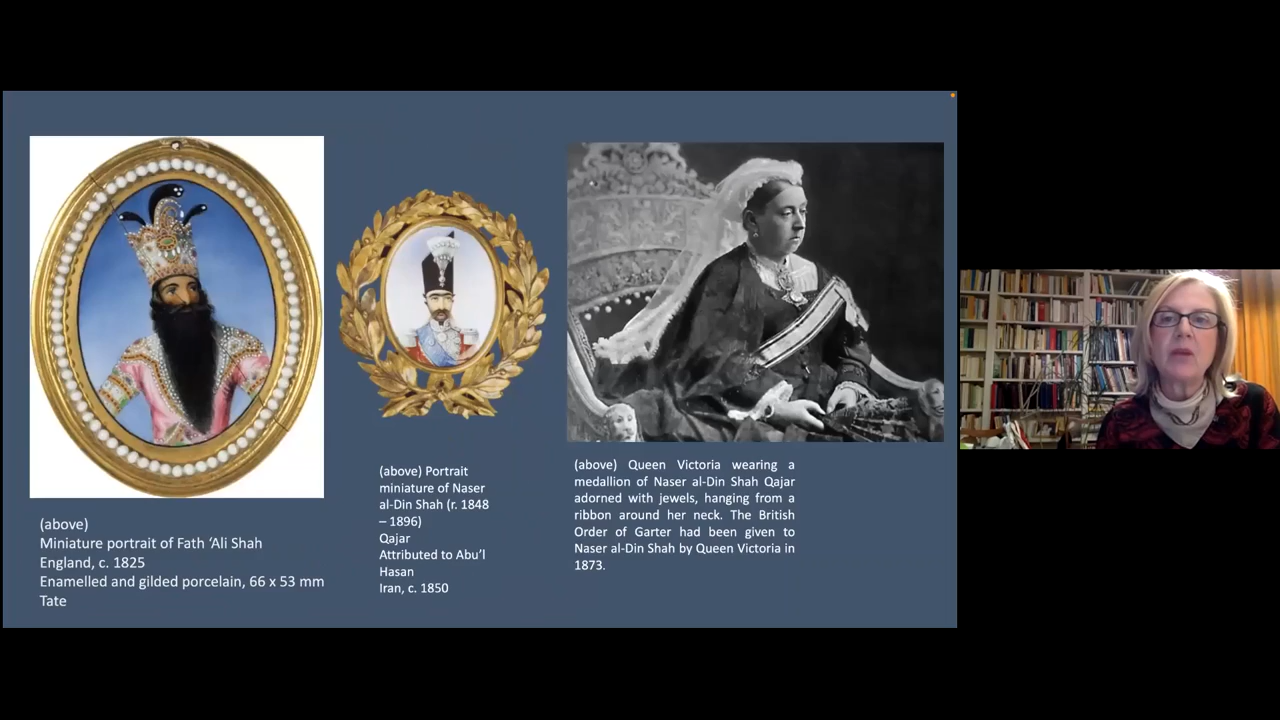 (above)
Miniature portrait of Fath ‘Ali Shah
England, c. 1825
Enamelled and gilded porcelain, 66 x 53 mm
Tate
(above) Portrait
miniature of Naser
al-Din Shah (r. 1848
– 1896)
Qajar
Attributed to Abu’l
Hasan
Iran, c. 1850
(above) Queen Victoria wearing a
medallion of Naser al-Din Shah Qajar
adorned with jewels, hanging from a
ribbon around her neck. The British
Order of Garter had been given to
Naser al-Din Shah by Queen Victoria in
1873.